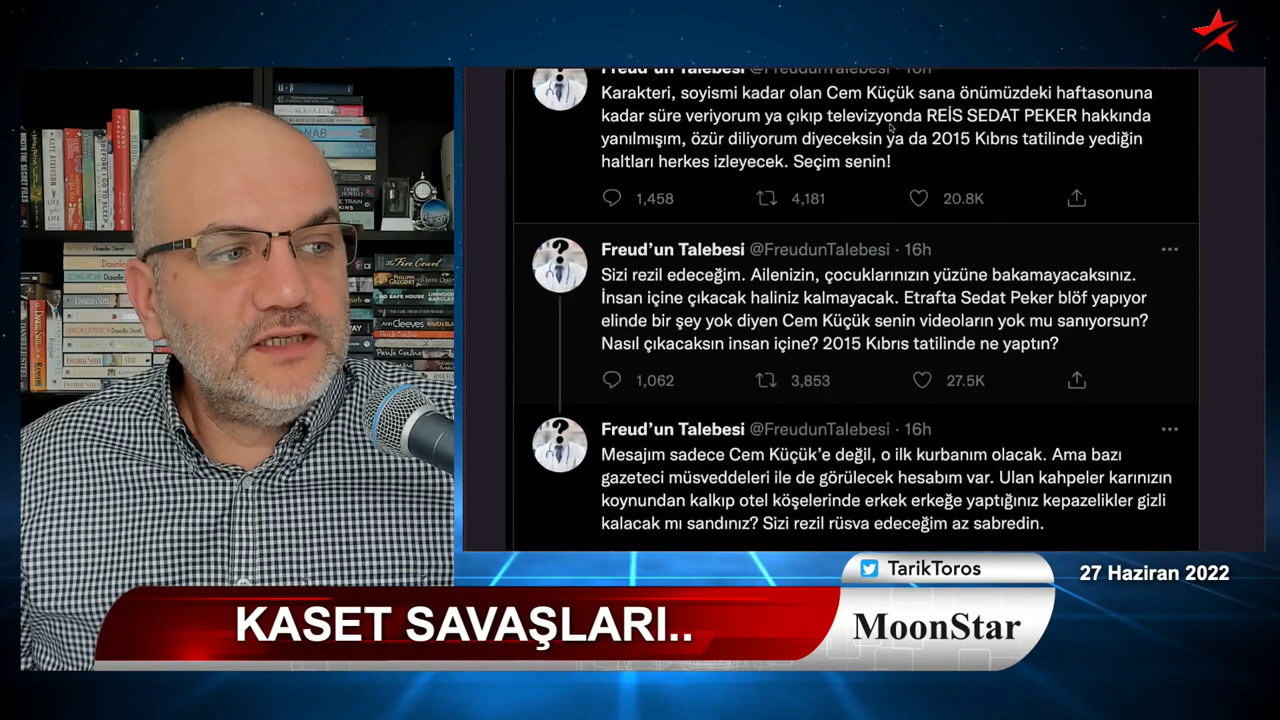 Freud'un Talebesi @FreudunTalebesi · 16h
Karakteri, soyismi kadar olan Cem Küçük sana önümüzdeki haftasonuna
kadar süre veriyorum ya çıkıp televizyonda REİS SEDAT PEKER hakkında
yanılmışım, özür diliyorum diyeceksin ya da 2015 Kıbrıs tatilinde yediğin
haltları herkes izleyecek. Seçim senin!
1,458 4,181 20.8K
Freud'un Talebesi @FreudunTalebesi · 16h
Sizi rezil edeceğim. Ailenizin, çocuklarınızın yüzüne bakamayacaksınız.
İnsan içine çıkacak haliniz kalmayacak. Etrafta Sedat Peker blöf yapıyor
elinde bir şey yok diyen Cem Küçük senin videoların yok mu sanıyorsun?
Nasıl çıkacaksın insan içine? 2015 Kıbrıs tatilinde ne yaptın?
1,062 3,853 27.5K
Freud'un Talebesi @FreudunTalebesi · 16h
Mesajım sadece Cem Küçük'e değil, o ilk kurbanım olacak. Ama bazı
gazeteci müsveddeleri ile de görülecek hesabım var. Ulan kahpeler karınızın
koynundan kalkıp otel köşelerinde erkek erkeğe yaptığınız kepazelikler gizli
kalacak mı sandınız? Sizi rezil rüsva edeceğim az sabredin.
TarikToros
27 Haziran 2022
KASET SAVAŞLARI..
MoonStar